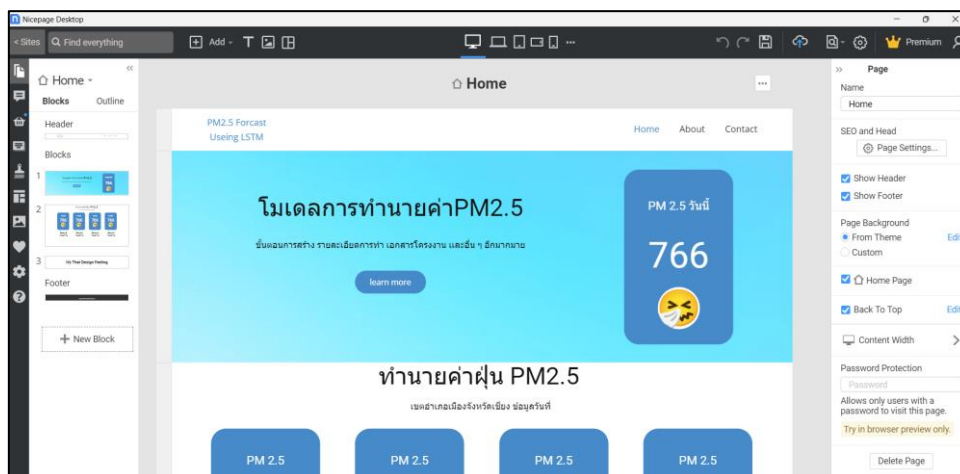 Nicepage Desktop
< Sites
Find everything
Add
Premium
Home
Blocks
Outline
Header
Blocks
1
2
3
Footer
+ New Block
Home
PM2.5 Forcast
Useing LSTM
Home
About
Contact
โมเดลการทำนายค่าPM2.5
ขั้นตอนการสร้าง รายละเอียดการทำ เอกสารโครงงาน และอื่น ๆ อีกมากมาย
learn more
PM 2.5 วันนี้
766
ทำนายค่าฝุ่น PM2.5
เขตอำเภอเมืองจังหวัดเชียง ข้อมูลวันที่
PM 2.5
PM 2.5
PM 2.5
PM 2.5
Page
Name
Home
SEO and Head
Page Settings...
Show Header
Show Footer
Page Background
From Theme
Edi
Custom
Home Page
Back To Top
Edi
Content Width
Password Protection
Password
Allows only users with a
password to visit this page.
Try in browser preview only.
Delete Page